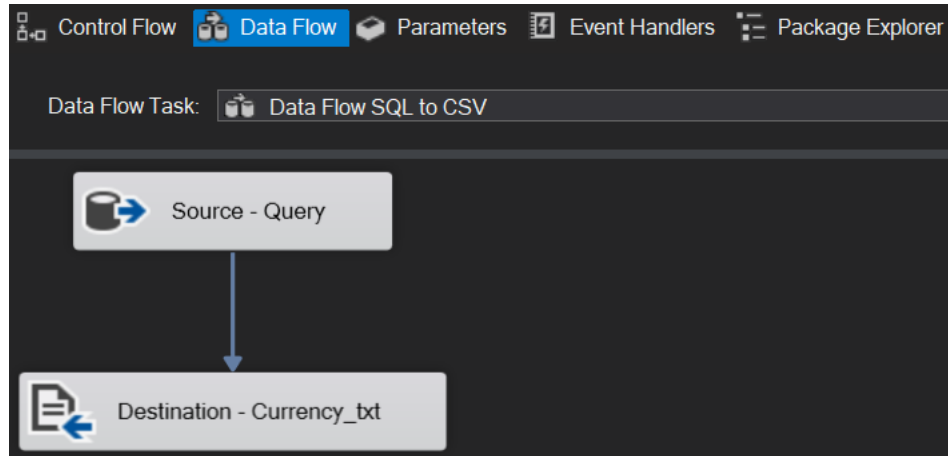 Control Flow Data Flow Parameters Event Handlers Package Explorer
Data Flow Task: Data Flow SQL to CSV
Source - Query
Destination - Currency_txt